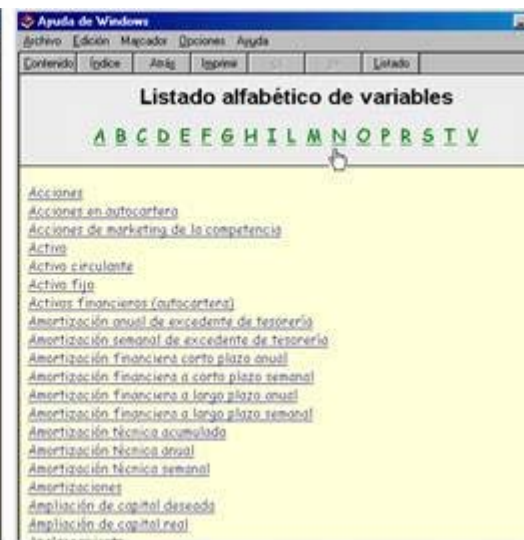 Ayuda de Windows
Archivo Edición Marcador Opciones Ayuda
Contenido Índice Atrás Imprimir << >> Listado
Listado alfabético de variables
A B C D E F G H I L M N O P R S T V
Acciones
Acciones en autocartera
Acciones de marketing de la competencia
Activo
Activo circulante
Activo fijo
Activos financieros (autocartera)
Amortización anual de excedente de tesorería
Amortización semanal de excedente de tesorería
Amortización financiera corto plazo anual
Amortización financiera a corto plazo semanal
Amortización financiera a largo plazo anual
Amortización financiera a largo plazo semanal
Amortización técnica acumulada
Amortización técnica anual
Amortización técnica semanal
Amortizaciones
Ampliación de capital deseada
Ampliación de capital real